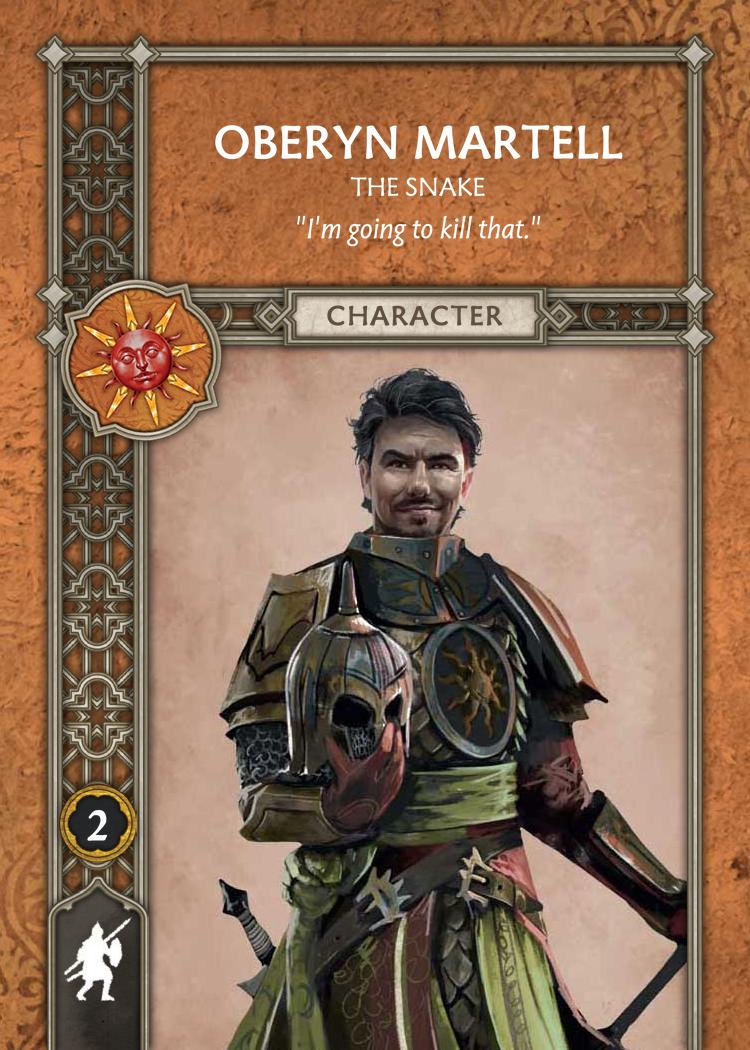 OBERYN MARTELL
THE SNAKE
"I'm going to kill that."
CHARACTER
2